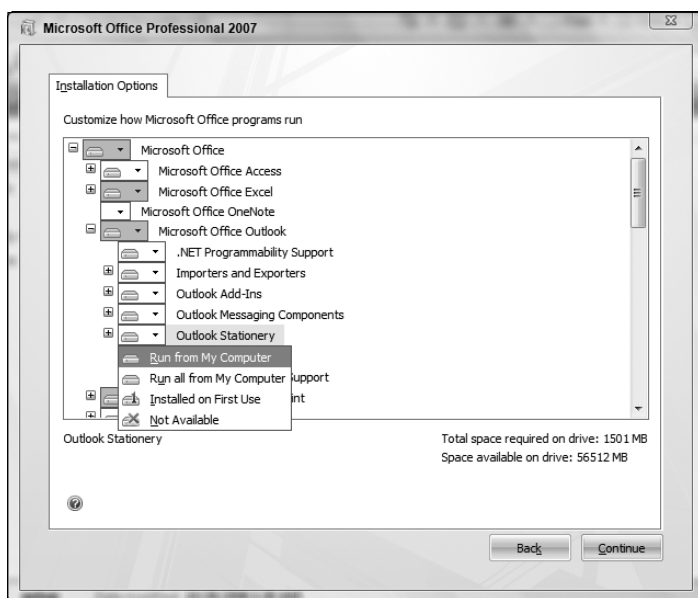 Microsoft Office Professional 2007
Installation Options
Customize how Microsoft Office programs run
Microsoft Office
Microsoft Office Access
Microsoft Office Excel
Microsoft Office OneNote
Microsoft Office Outlook
.NET Programmability Support
Importers and Exporters
Outlook Add-Ins
Outlook Messaging Components
Outlook Stationery
Run from My Computer
Run all from My Computer upport
Installed on First Use int
Not Available
Outlook Stationery
Total space required on drive: 1501 MB
Space available on drive: 56512 MB
Back
Continue